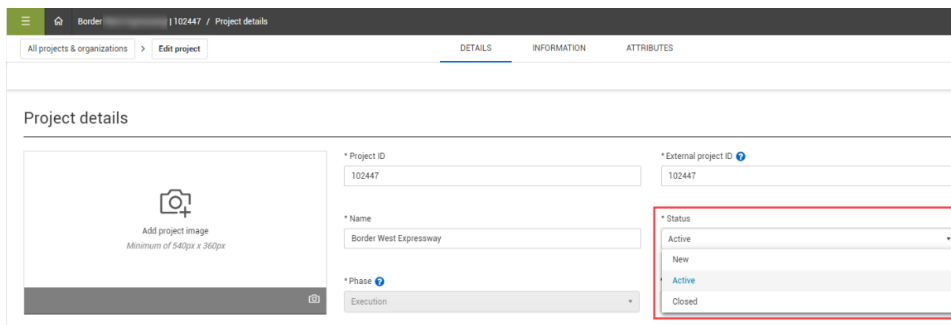 Border | 102447 / Project details
All projects & organizations > Edit project
DETAILS INFORMATION ATTRIBUTES
Project details
* Project ID
102447
* External project ID ?
102447
Add project image
Minimum of 540px x 360px
* Name
Border West Expressway
* Status
Active
New
Active
Closed
* Phase ?
Execution